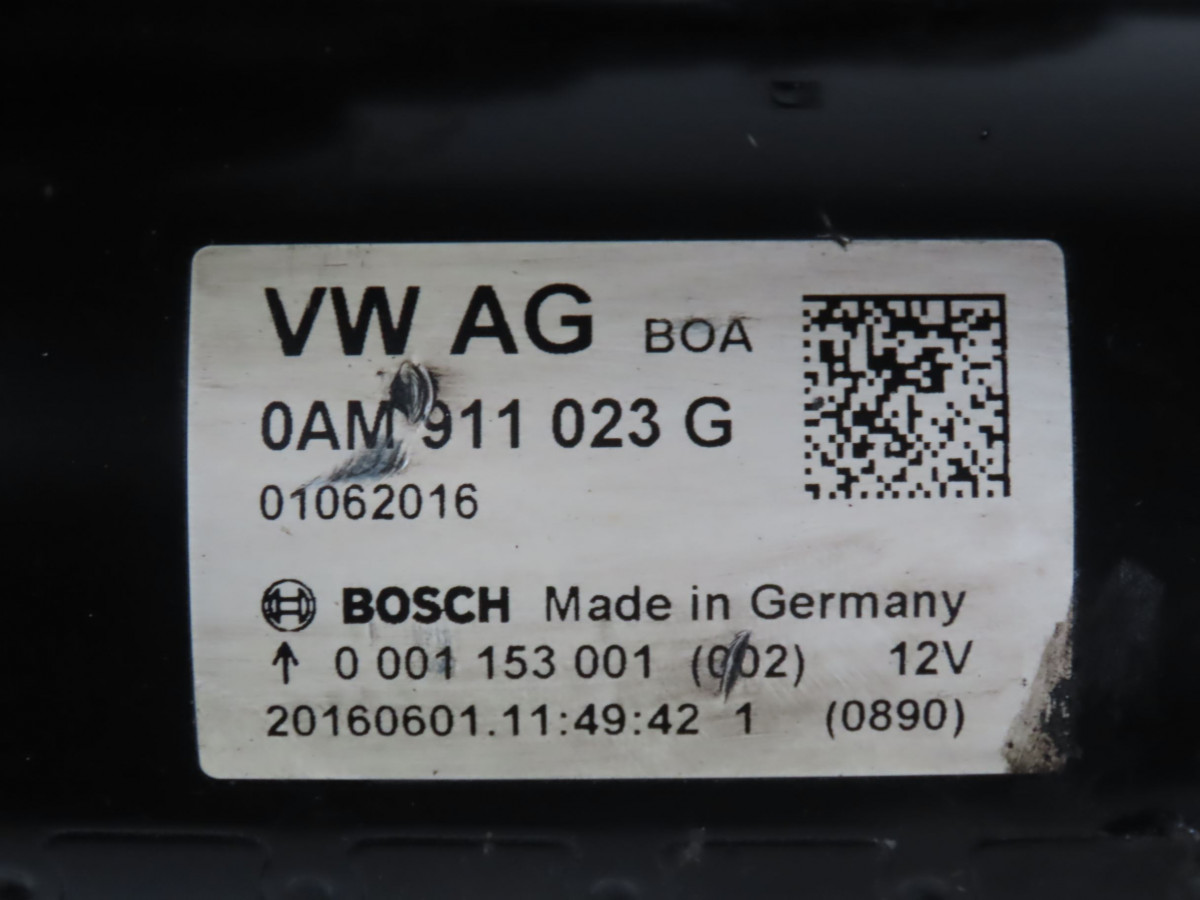 VW AG BOA
0AM 911 023 G
01062016
BOSCH Made in Germany
↑ 0 001 153 001 (002) 12V
20160601.11:49:42 1 (0890)